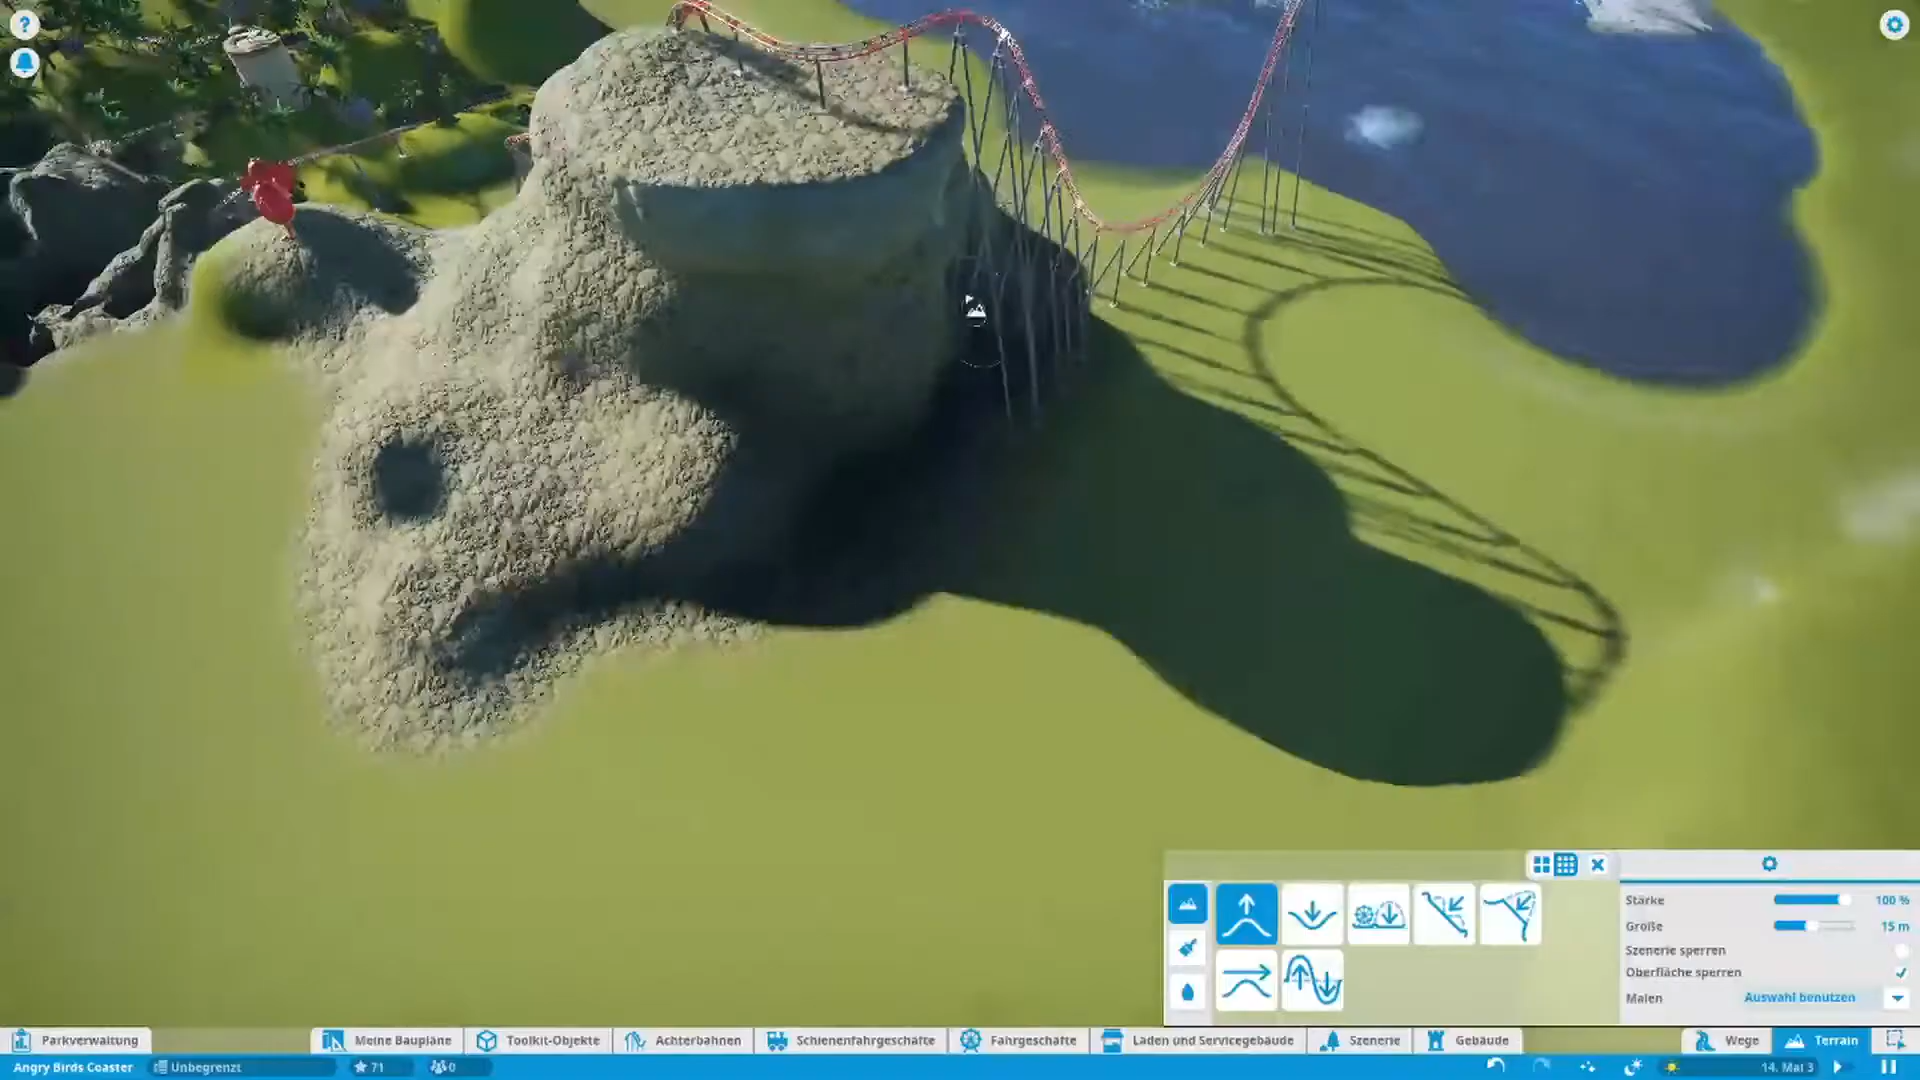 Stärke 100 %
Größe 15 m
Szenerie sperren
Oberfläche sperren
Malen Auswahl benutzen
Parkverwaltung
Meine Baupläne
Toolkit-Objekte
Achterbahnen
Schienenfahrgeschäfte
Fahrgeschäfte
Läden und Servicegebäude
Szenerie
Gebäude
Wege
Terrain
Angry Birds Coaster
Unbegrenzt
71
0
14. Mai 3